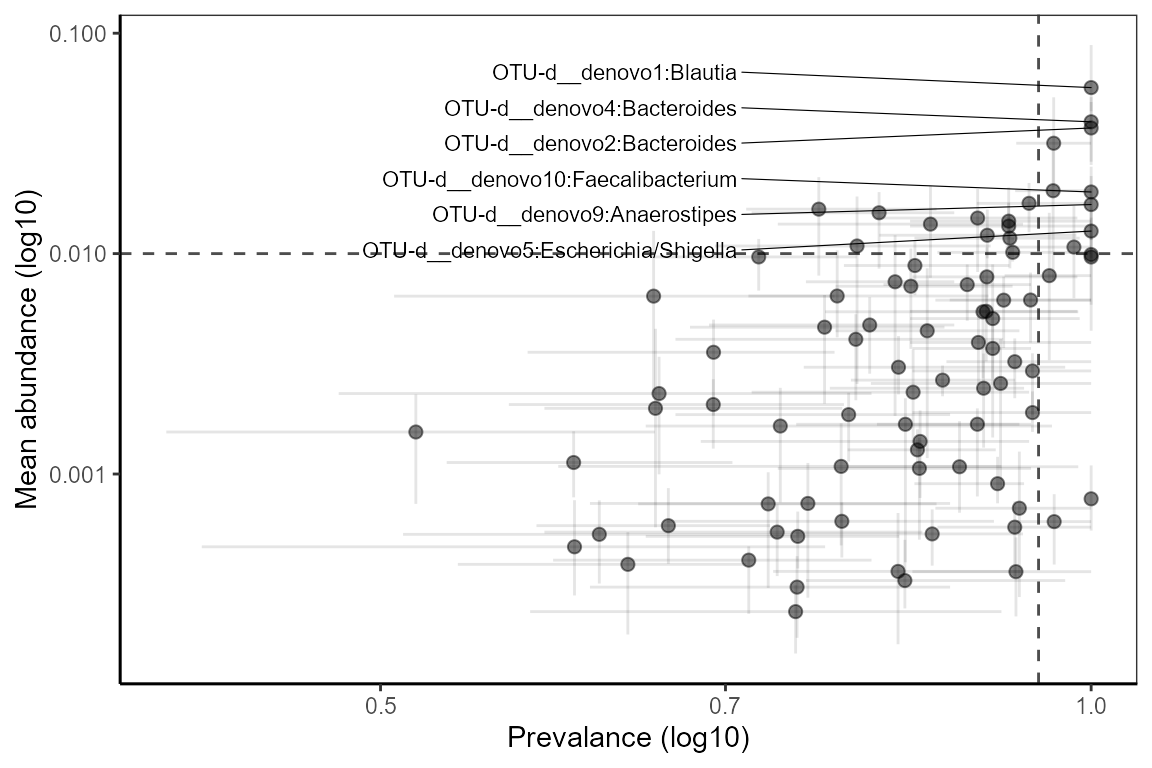 0.100
OTU-d__denovo1:Blautia
OTU-d__denovo4:Bacteroides
OTU-d__denovo2:Bacteroides
OTU-d__denovo10:Faecalibacterium
OTU-d__denovo9:Anaerostipes
OTU-d__denovo5:Escherichia/Shigella
0.010
Mean abundance (log10)
0.001
0.5
0.7
1.0
Prevalance (log10)